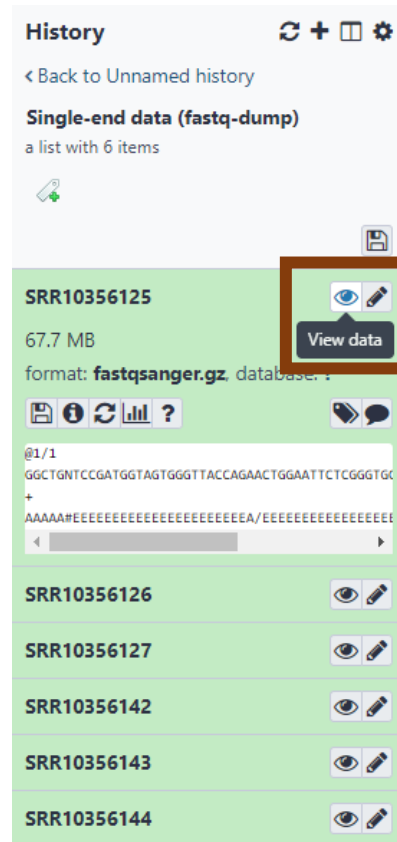 History
< Back to Unnamed history
Single-end data (fastq-dump)
a list with 6 items
SRR10356125
View data
67.7 MB
format: fastqsanger.gz, database: ?
@1/1
GGCTGNTCCGATGGTAGTGGGTTACCAGAACTGGAATTCTCGGGTGC
+
AAAAA#EEEEEEEEEEEEEEEEEEEEEEEA/EEEEEEEEEEEEEEEEE
SRR10356126
SRR10356127
SRR10356142
SRR10356143
SRR10356144